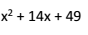 x² + 14x + 49